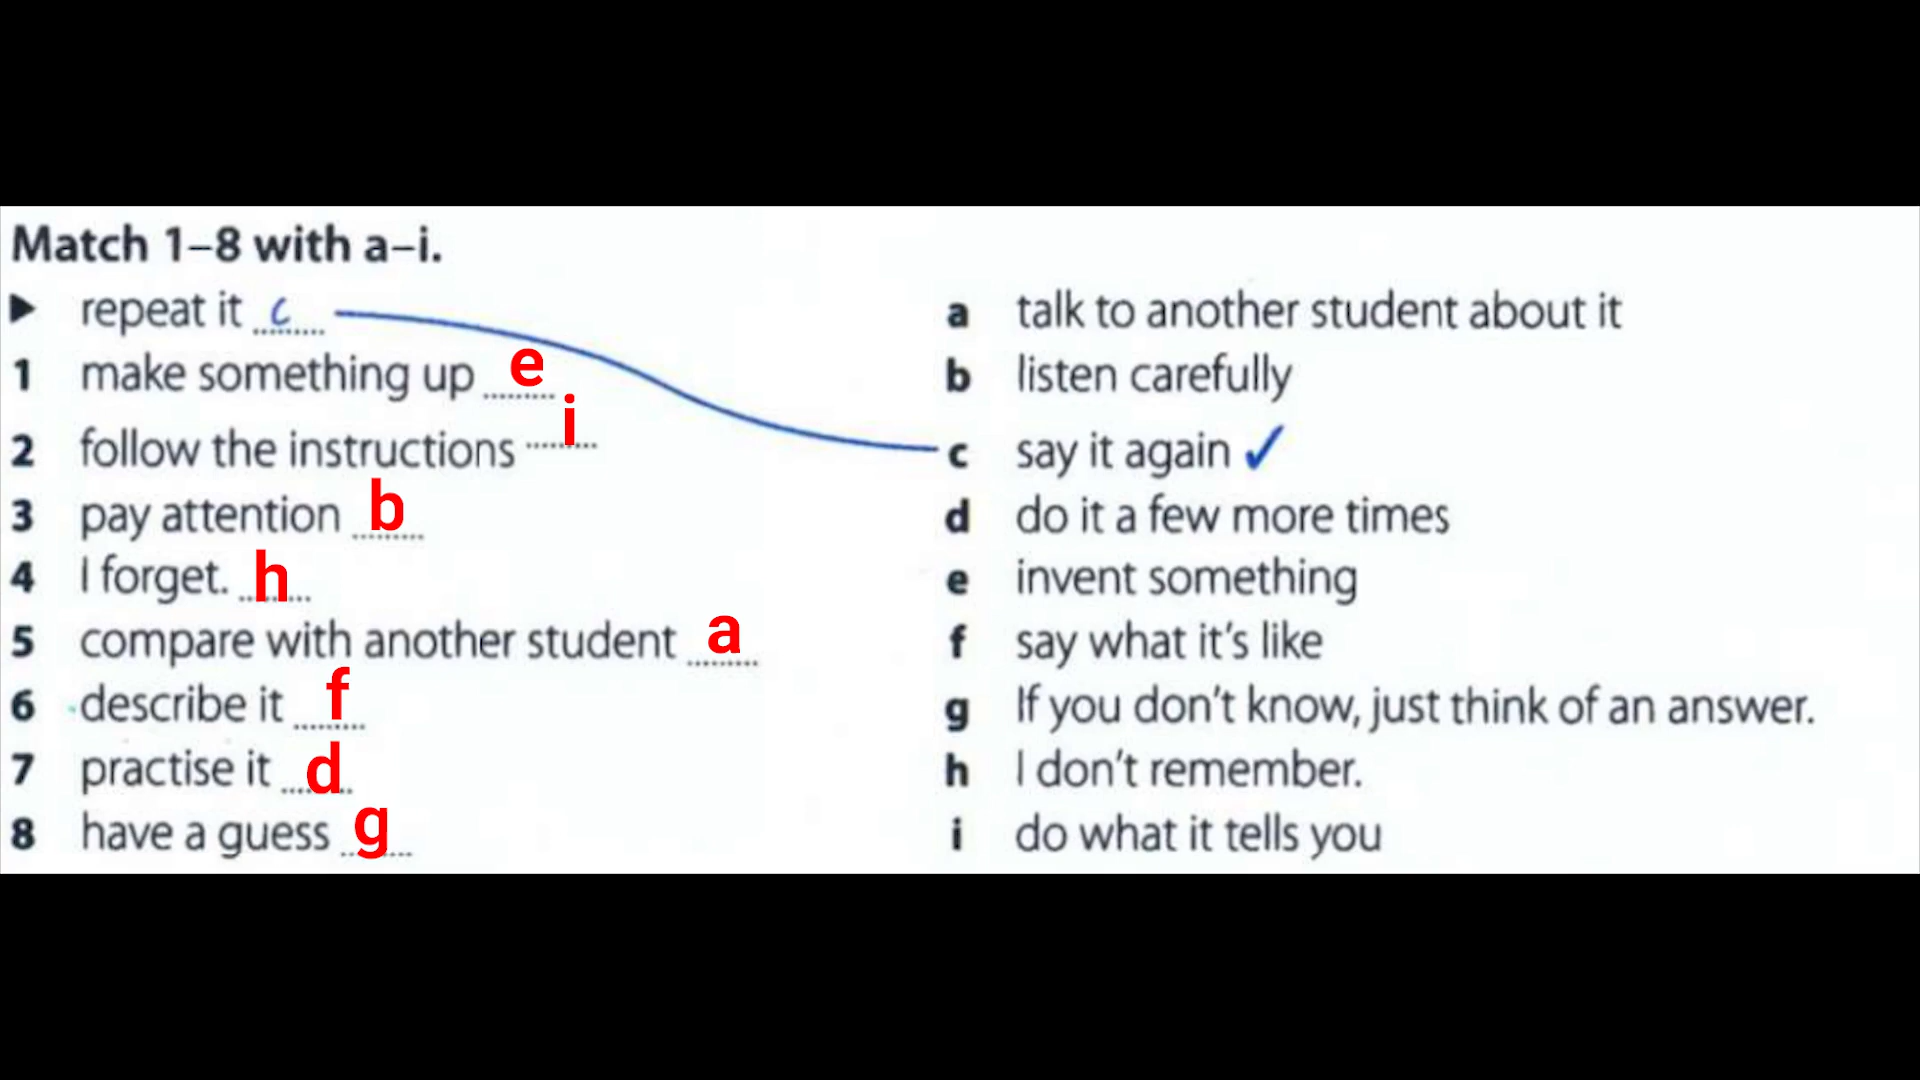 Match 1–8 with a–i.
► repeat it c
1 make something up e
2 follow the instructions i
3 pay attention b
4 I forget. h
5 compare with another student a
6 describe it f
7 practise it d
8 have a guess g
a talk to another student about it
b listen carefully
c say it again ✓
d do it a few more times
e invent something
f say what it's like
g If you don't know, just think of an answer.
h I don't remember.
i do what it tells you